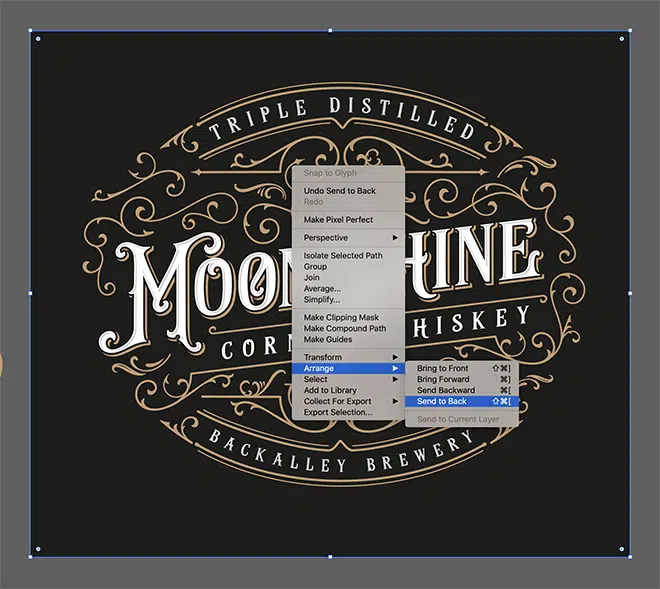 TRIPLE DISTILLED
MOON HINE
CORN HISKEY
BACKALLEY BREWERY
Snap to Glyph
Undo Send to Back
Redo
Make Pixel Perfect
Perspective
Isolate Selected Path
Group
Join
Average...
Simplify...
Make Clipping Mask
Make Compound Path
Make Guides
Transform
Arrange
Select
Add to Library
Collect For Export
Export Selection...
Bring to Front ⇧⌘]
Bring Forward ⌘]
Send Backward ⌘[
Send to Back ⇧⌘[
Send to Current Layer